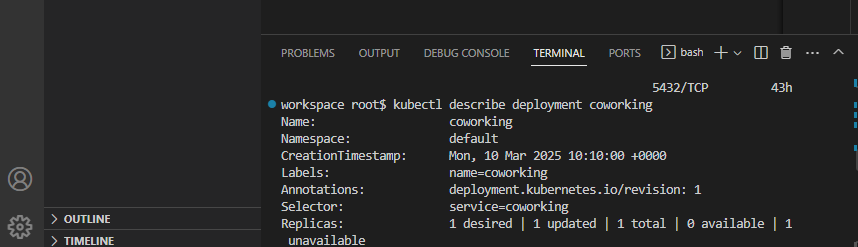 PROBLEMS OUTPUT DEBUG CONSOLE TERMINAL PORTS bash
5432/TCP 43h
workspace root$ kubectl describe deployment coworking
Name: coworking
Namespace: default
CreationTimestamp: Mon, 10 Mar 2025 10:10:00 +0000
Labels: name=coworking
Annotations: deployment.kubernetes.io/revision: 1
Selector: service=coworking
Replicas: 1 desired | 1 updated | 1 total | 0 available | 1
unavailable
OUTLINE
TIMELINE